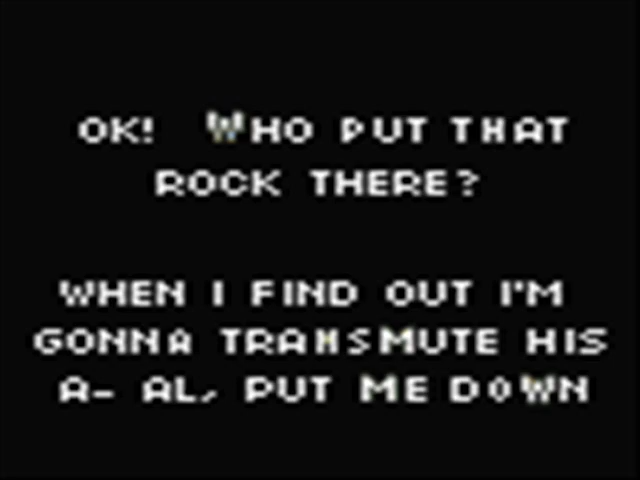 OK! WHO PUT THAT
ROCK THERE?
WHEN I FIND OUT I'M
GONNA TRANSMUTE HIS
A- AL, PUT ME DOWN